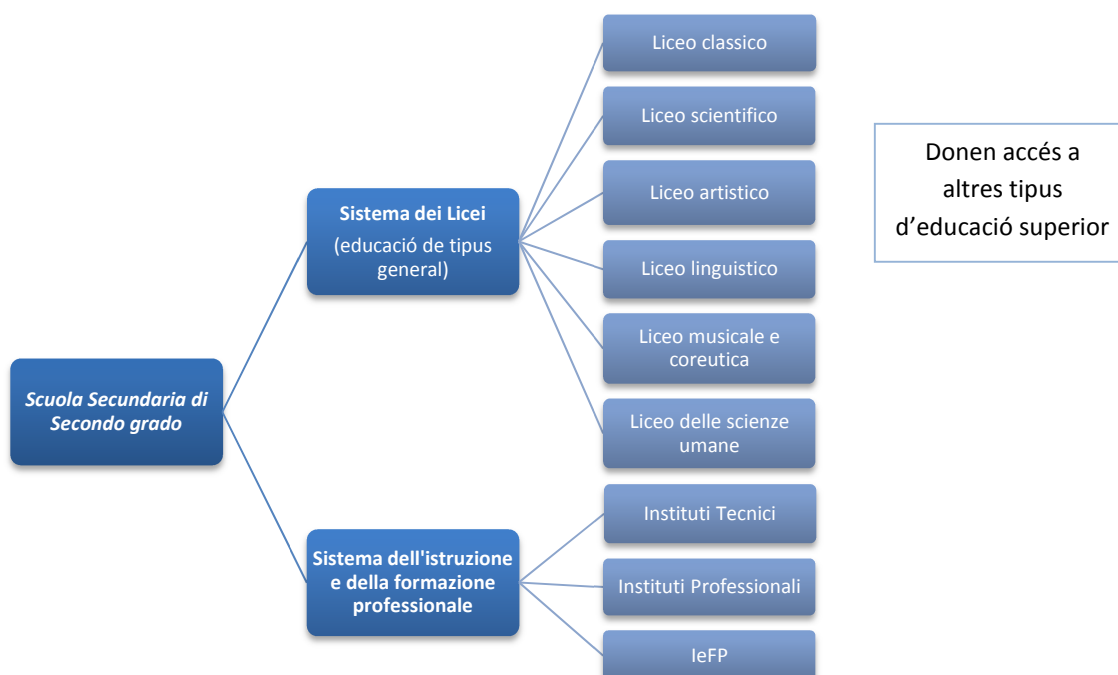 Scuola Secundaria di
Secondo grado
Sistema dei Licei
(educació de tipus
general)
Liceo classico
Liceo scientifico
Liceo artistico
Liceo linguistico
Liceo musicale e
coreutica
Liceo delle scienze
umane
Sistema dell'istruzione
e della formazione
professionale
Instituti Tecnici
Instituti Professionali
IeFP
Donen accés a
altres tipus
d’educació superior